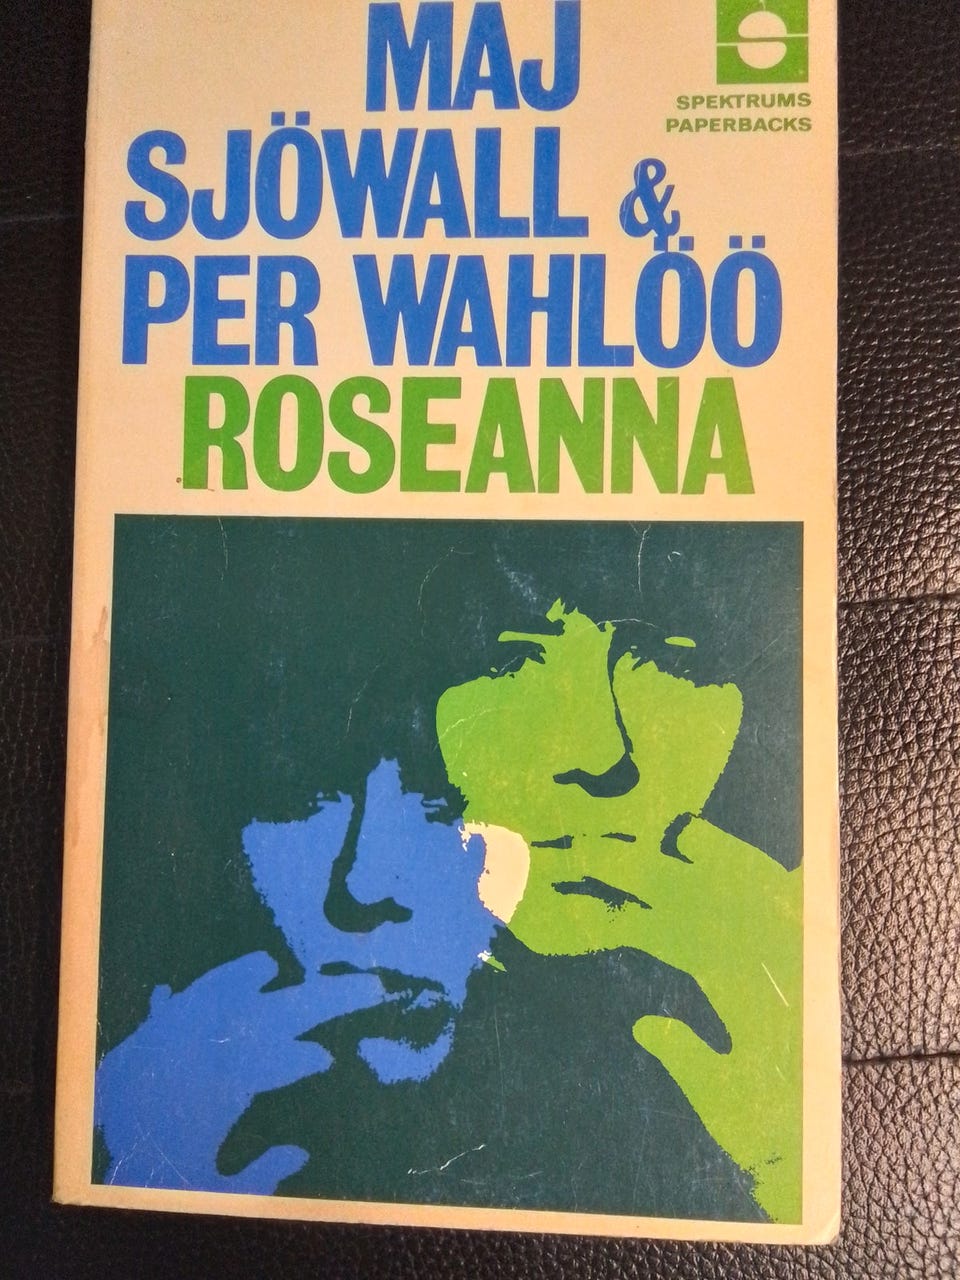 MAJ
SJÖWALL &
PER WAHLÖÖ
ROSEANNA
SPEKTRUMS
PAPERBACKS